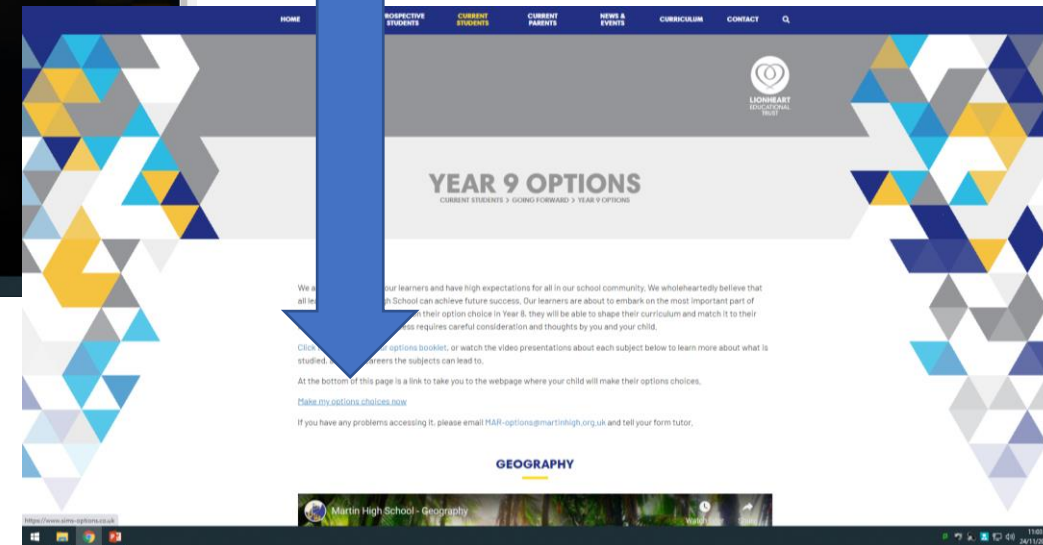 HOME
PROSPECTIVE STUDENTS
CURRENT STUDENTS
CURRENT PARENTS
NEWS & EVENTS
CURRICULUM
CONTACT
LIONHEART
EDUCATIONAL
TRUST
YEAR 9 OPTIONS
CURRENT STUDENTS > GOING FORWARD > YEAR 9 OPTIONS
We our learners and have high expectations for all in our school community. We wholeheartedly believe that
all School can achieve future success. Our learners are about to embark on the most important part of
their option choice in Year 8, they will be able to shape their curriculum and match it to their
requires careful consideration and thoughts by you and your child.
Click options booklet, or watch the video presentations about each subject below to learn more about what is
studied, careers the subjects can lead to.
At the bottom of this page is a link to take you to the webpage where your child will make their options choices.
Make my options choices now
If you have any problems accessing it, please email MAR-options@martinhigh.org.uk and tell your form tutor.
GEOGRAPHY
Martin High School - Geography
https://www.sims-options.co.uk